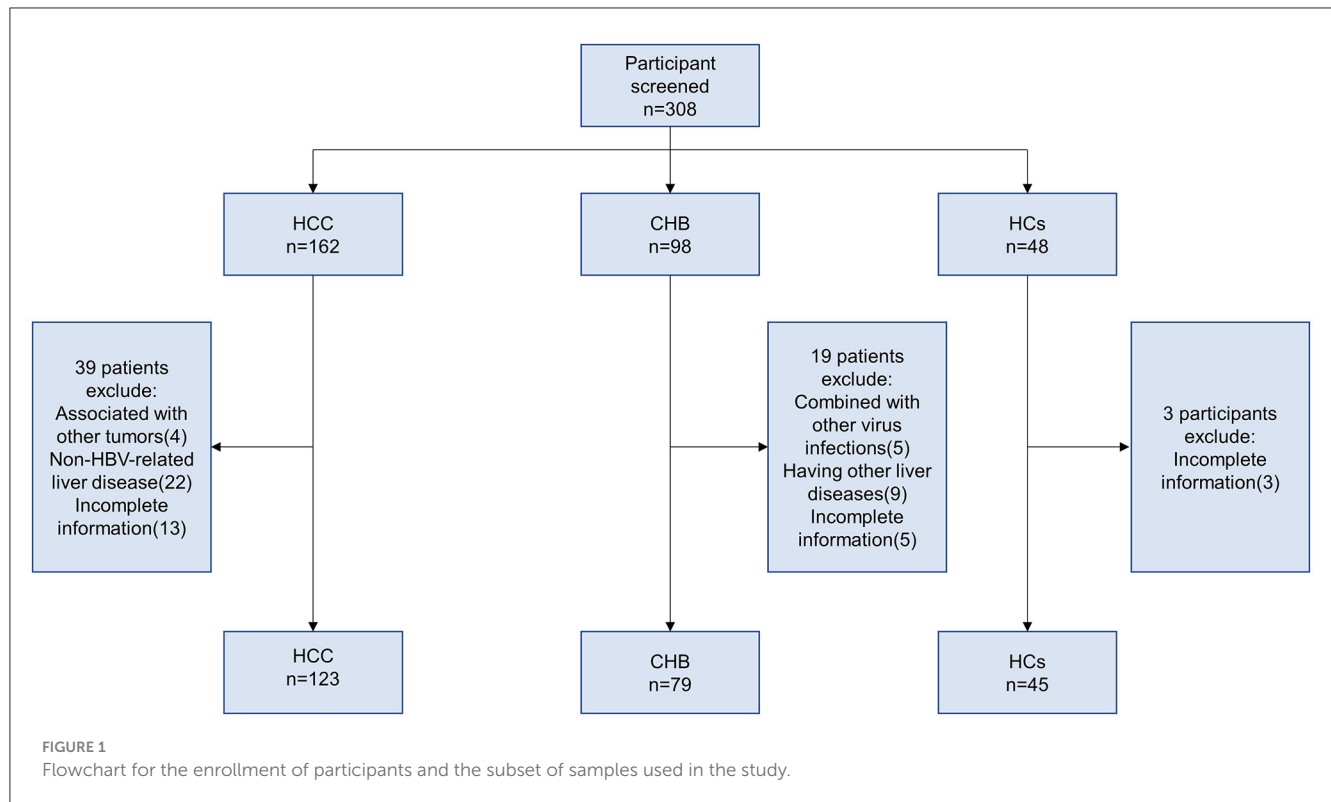 Participant
screened
n=308
HCC
n=162
CHB
n=98
HCs
n=48
39 patients
exclude:
Associated with
other tumors(4)
Non-HBV-related
liver disease(22)
Incomplete
information(13)
19 patients
exclude:
Combined with
other virus
infections(5)
Having other liver
diseases(9)
Incomplete
information(5)
3 participants
exclude:
Incomplete
information(3)
HCC
n=123
CHB
n=79
HCs
n=45
FIGURE 1
Flowchart for the enrollment of participants and the subset of samples used in the study.